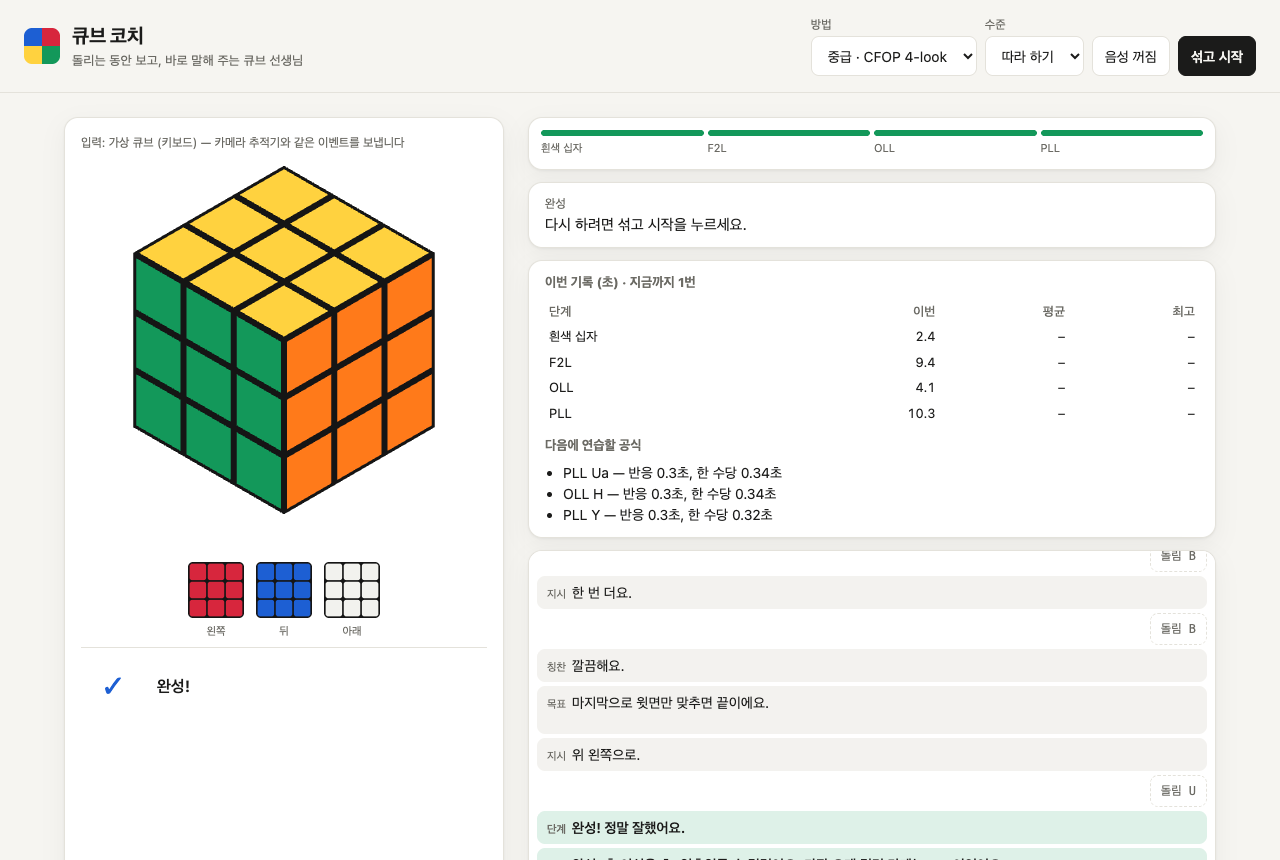 큐브 코치
돌리는 동안 보고, 바로 말해 주는 큐브 선생님
방법
중급 · CFOP 4-look
수준
따라 하기
음성 꺼짐
섞고 시작
입력: 가상 큐브 (키보드) — 카메라 추적기와 같은 이벤트를 보냅니다
왼쪽
뒤
아래
✓ 완성!
흰색 십자
F2L
OLL
PLL
완성
다시 하려면 섞고 시작을 누르세요.
이번 기록 (초) · 지금까지 1번
단계 이번 평균 최고
흰색 십자 2.4 – –
F2L 9.4 – –
OLL 4.1 – –
PLL 10.3 – –
다음에 연습할 공식
• PLL Ua — 반응 0.3초, 한 수당 0.34초
• OLL H — 반응 0.3초, 한 수당 0.34초
• PLL Y — 반응 0.3초, 한 수당 0.32초
돌림 B
지시 한 번 더요.
돌림 B
칭찬 깔끔해요.
목표 마지막으로 윗면만 맞추면 끝이에요.
지시 위 왼쪽으로.
돌림 U
단계 완성! 정말 잘했어요.